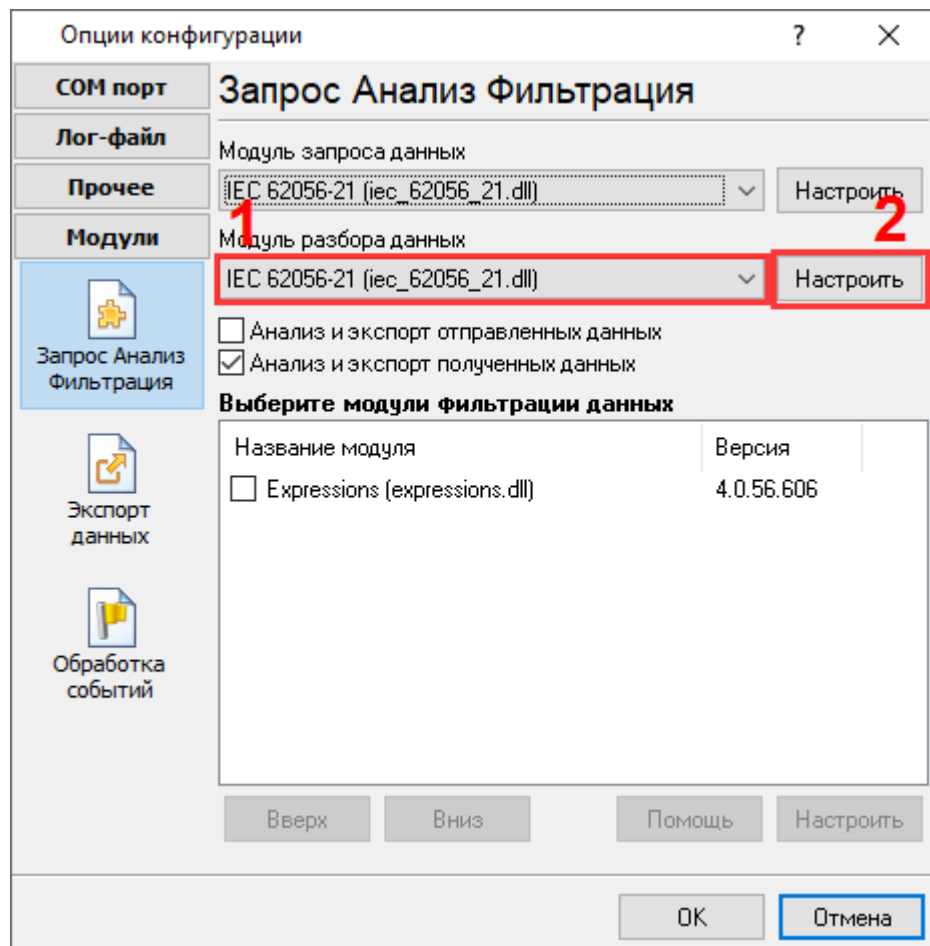 Опции конфигурации
?
COM порт
Лог-файл
Прочее
Модули
Запрос Анализ
Фильтрация
Экспорт
данных
Обработка
событий
Запрос Анализ Фильтрация
Модуль запроса данных
IEC 62056-21 (iec_62056_21.dll)
Настроить
1
2
Модуль разбора данных
IEC 62056-21 (iec_62056_21.dll)
Настроить
Анализ и экспорт отправленных данных
Анализ и экспорт полученных данных
Выберите модули фильтрации данных
Название модуля
Версия
Expressions (expressions.dll)
4.0.56.606
Вверх
Вниз
Помощь
Настроить
OK
Отмена